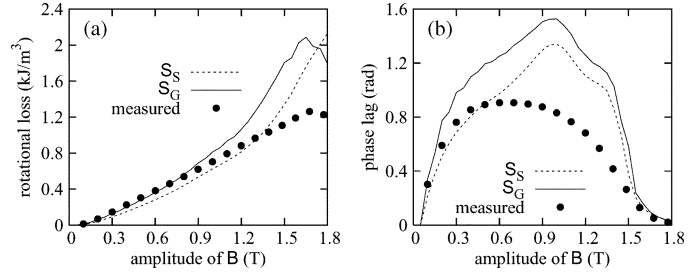 (a)
rotational loss (kJ/m³)
2.4
2
1.6
1.2
0.8
0.4
0
S_S
S_G
measured
0 0.3 0.6 0.9 1.2 1.5 1.8
amplitude of B (T)
(b)
phase lag (rad)
1.6
1.2
0.8
0.4
0
S_S
S_G
measured
0 0.3 0.6 0.9 1.2 1.5 1.8
amplitude of B (T)